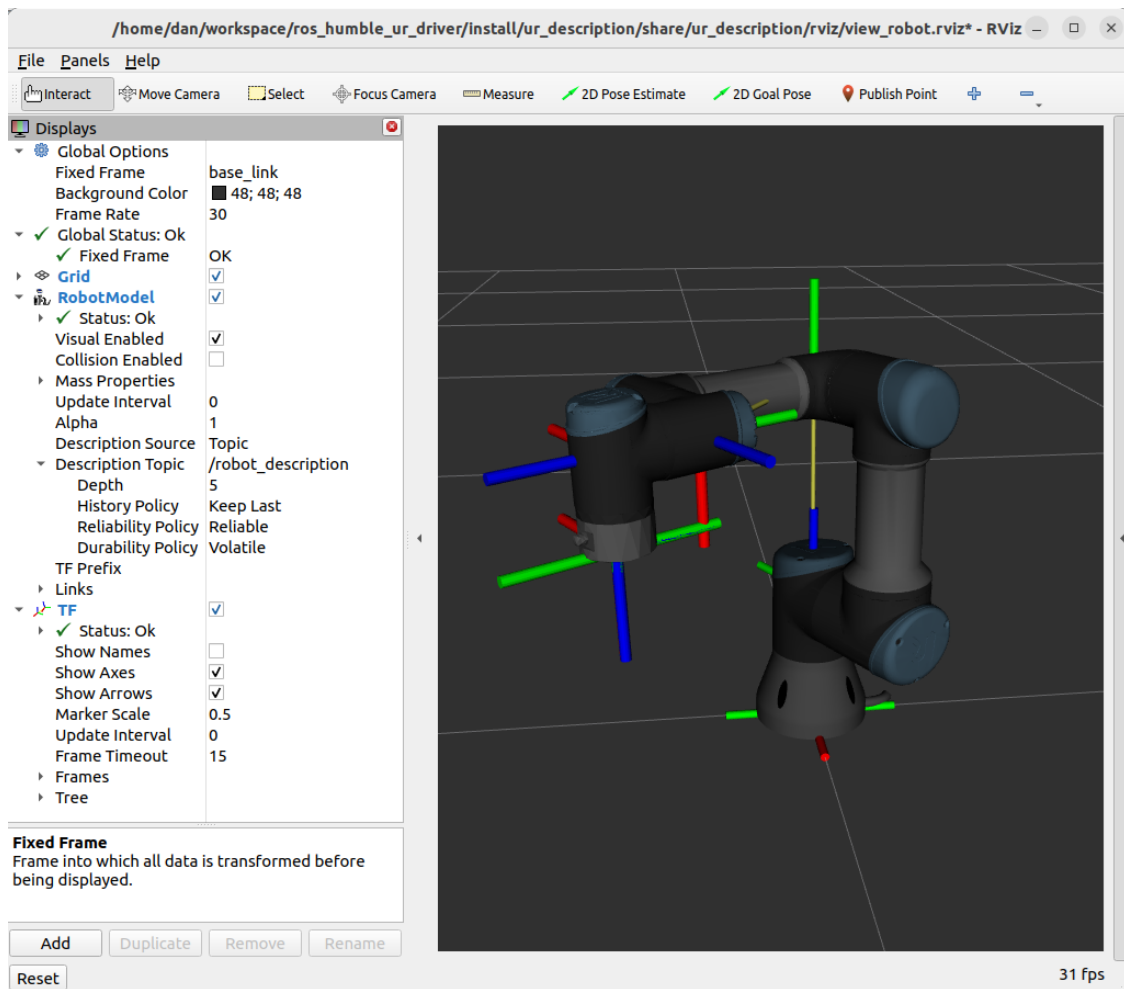 /home/dan/workspace/ros_humble_ur_driver/install/ur_description/share/ur_description/rviz/view_robot.rviz* - RViz
File Panels Help
Interact Move Camera Select Focus Camera Measure 2D Pose Estimate 2D Goal Pose Publish Point
Displays
Global Options
Fixed Frame base_link
Background Color 48; 48; 48
Frame Rate 30
Global Status: Ok
Fixed Frame OK
Grid
RobotModel
Status: Ok
Visual Enabled
Collision Enabled
Mass Properties
Update Interval 0
Alpha 1
Description Source Topic
Description Topic /robot_description
Depth 5
History Policy Keep Last
Reliability Policy Reliable
Durability Policy Volatile
TF Prefix
Links
TF
Status: Ok
Show Names
Show Axes
Show Arrows
Marker Scale 0.5
Update Interval 0
Frame Timeout 15
Frames
Tree
Fixed Frame
Frame into which all data is transformed before
being displayed.
Add Duplicate Remove Rename
Reset 31 fps